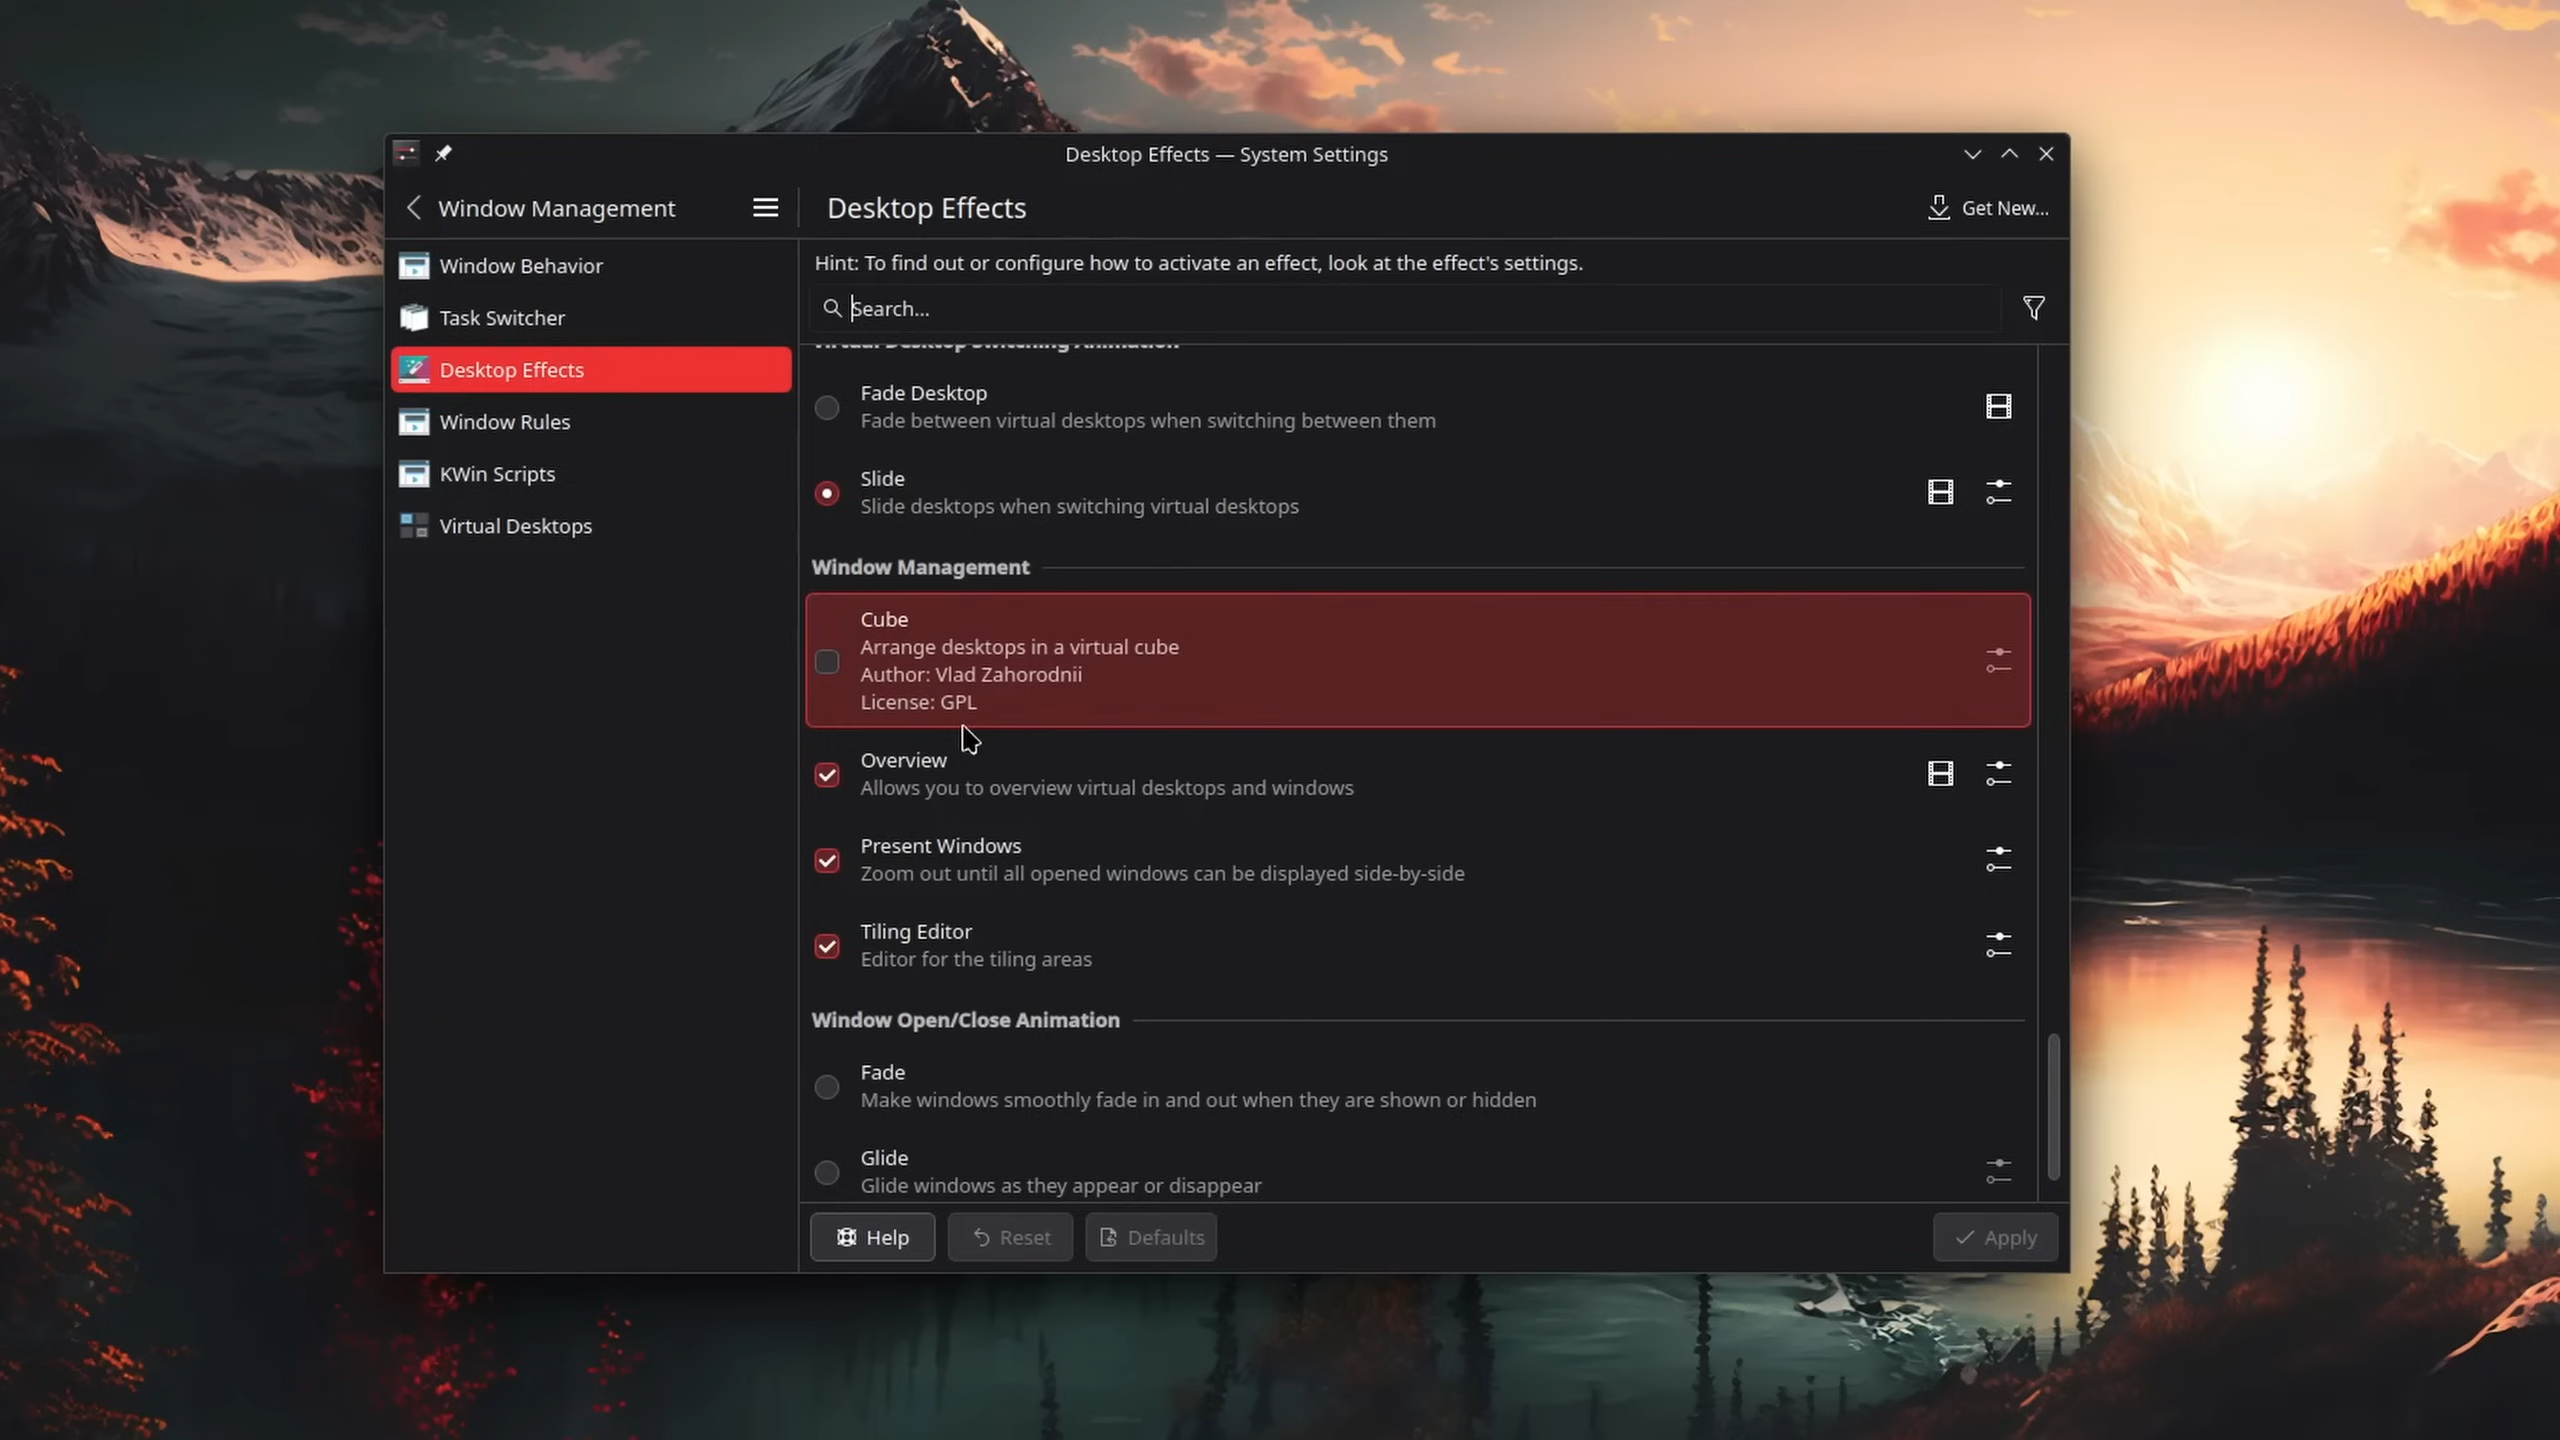 Desktop Effects — System Settings
Window Management
Desktop Effects
Get New...
Window Behavior
Task Switcher
Desktop Effects
Window Rules
KWin Scripts
Virtual Desktops
Hint: To find out or configure how to activate an effect, look at the effect's settings.
Search...
Virtual Desktop Switching Animation
Fade Desktop
Fade between virtual desktops when switching between them
Slide
Slide desktops when switching virtual desktops
Window Management
Cube
Arrange desktops in a virtual cube
Author: Vlad Zahorodnii
License: GPL
Overview
Allows you to overview virtual desktops and windows
Present Windows
Zoom out until all opened windows can be displayed side-by-side
Tiling Editor
Editor for the tiling areas
Window Open/Close Animation
Fade
Make windows smoothly fade in and out when they are shown or hidden
Glide
Glide windows as they appear or disappear
Help
Reset
Defaults
Apply